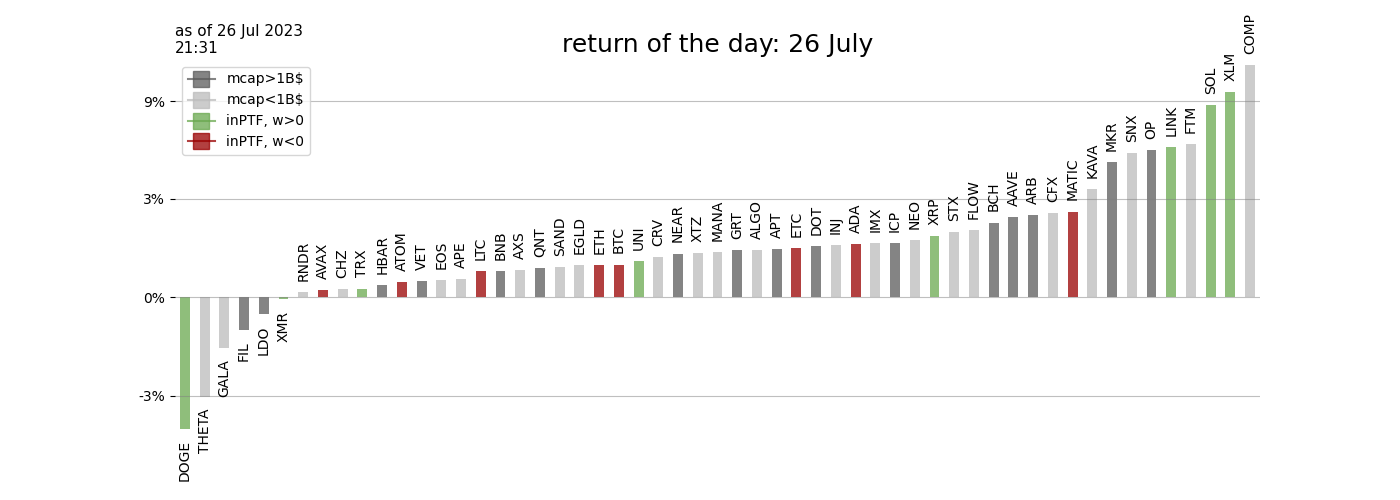 as of 26 Jul 2023
21:31
return of the day: 26 July
mcap>1B$
mcap<1B$
inPTF, w>0
inPTF, w<0
9%
3%
0%
-3%
DOGE
THETA
GALA
FIL
LDO
XMR
RNDR
AVAX
CHZ
TRX
HBAR
ATOM
VET
EOS
APE
LTC
BNB
AXS
QNT
SAND
EGLD
ETH
BTC
UNI
CRV
NEAR
XTZ
MANA
GRT
ALGO
APT
ETC
DOT
INJ
ADA
IMX
ICP
NEO
XRP
STX
FLOW
BCH
AAVE
ARB
CFX
MATIC
KAVA
MKR
SNX
OP
LINK
FTM
SOL
XLM
COMP